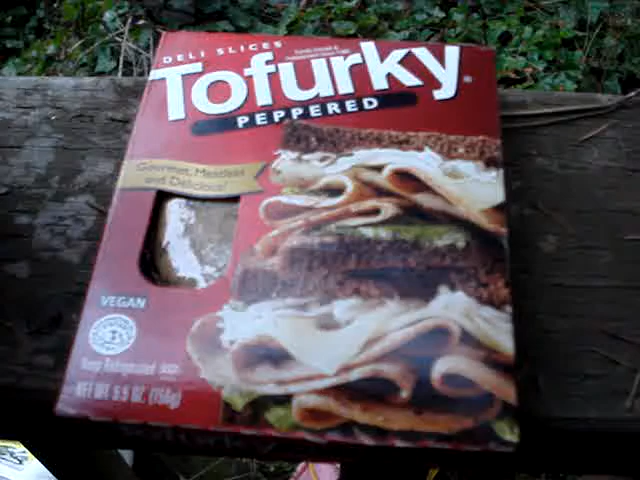 DELI SLICES
Tofurky®
PEPPERED
Gourmet, Meatless
and Delicious!
VEGAN
Keep Refrigerated
NET WT 5.5 OZ. (156g)